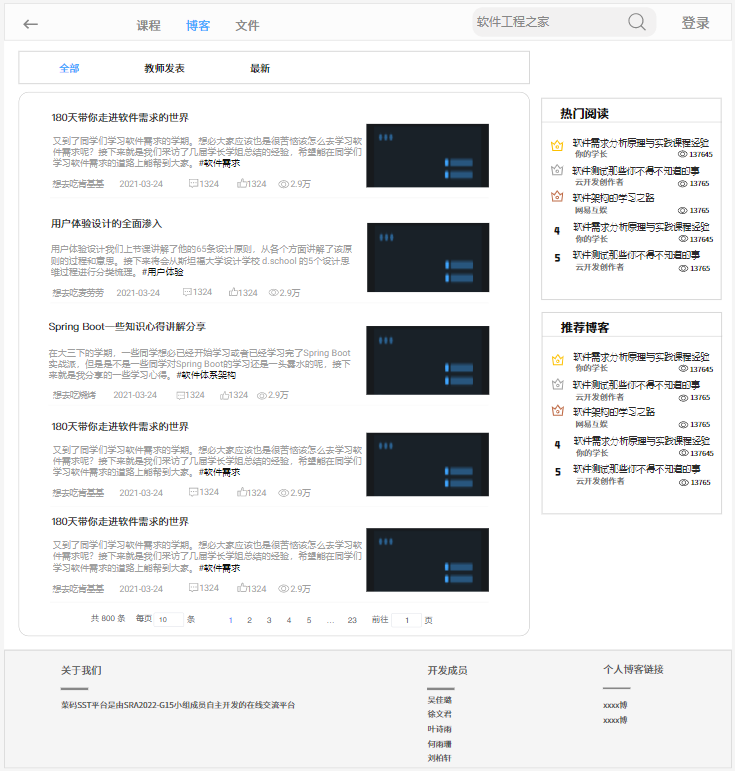 课程 博客 文件 软件工程之家 登录
全部 教师发表 最新
180天带你走进软件需求的世界
又到了同学们学习软件需求的学期。想必大家应该也是很苦恼该怎么去学习软
件需求呢？接下来就是我们采访了几届学长学姐总结的经验，希望能在同学们
学习软件需求的道路上能帮到大家。#软件需求
想去吃肯基基 2021-03-24 1324 1324 2.9万
用户体验设计的全面渗入
用户体验设计我们上节课讲解了他的65条设计原则，从各个方面讲解了该原
则的过程和意思。接下来将会从斯坦福大学设计学校 d.school 的5个设计思
维过程进行分类梳理。#用户体验
想去吃麦劳劳 2021-03-24 1324 1324 2.9万
Spring Boot一些知识心得讲解分享
在大三下的学期，一些同学想必已经开始学习或者已经学习完了Spring Boot
实战派，但是是不是一些同学对Spring Boot的学习还是一头露水的呢，接下
来就是我分享的一些学习心得。#软件体系架构
想去吃烧烤 2021-03-24 1324 1324 2.9万
180天带你走进软件需求的世界
又到了同学们学习软件需求的学期。想必大家应该也是很苦恼该怎么去学习软
件需求呢？接下来就是我们采访了几届学长学姐总结的经验，希望能在同学们
学习软件需求的道路上能帮到大家。#软件需求
想去吃肯基基 2021-03-24 1324 1324 2.9万
180天带你走进软件需求的世界
又到了同学们学习软件需求的学期。想必大家应该也是很苦恼该怎么去学习软
件需求呢？接下来就是我们采访了几届学长学姐总结的经验，希望能在同学们
学习软件需求的道路上能帮到大家。#软件需求
想去吃肯基基 2021-03-24 1324 1324 2.9万
共 800 条 每页 10 条 1 2 3 4 5 ... 23 前往 1 页
热门阅读
软件需求分析原理与实践课程经验
你的学长 137645
软件测试那些你不得不知道的事
云开发创作者 13765
软件架构的学习之路
网易互娱 13765
4 软件需求分析原理与实践课程经验
你的学长 137645
5 软件测试那些你不得不知道的事
云开发创作者 13765
推荐博客
软件需求分析原理与实践课程经验
你的学长 137645
软件测试那些你不得不知道的事
云开发创作者
软件架构的学习之路
网易互娱 13765
4 软件需求分析原理与实践课程经验
你的学长 137645
5 软件测试那些你不得不知道的事
云开发创作者 13765
关于我们
菜码SST平台是由SRA2022-G15小组成员自主开发的在线交流平台
开发成员
吴佳璐
徐文君
叶诗雨
何雨珊
刘柏轩
个人博客链接
xxxx博
xxxx博